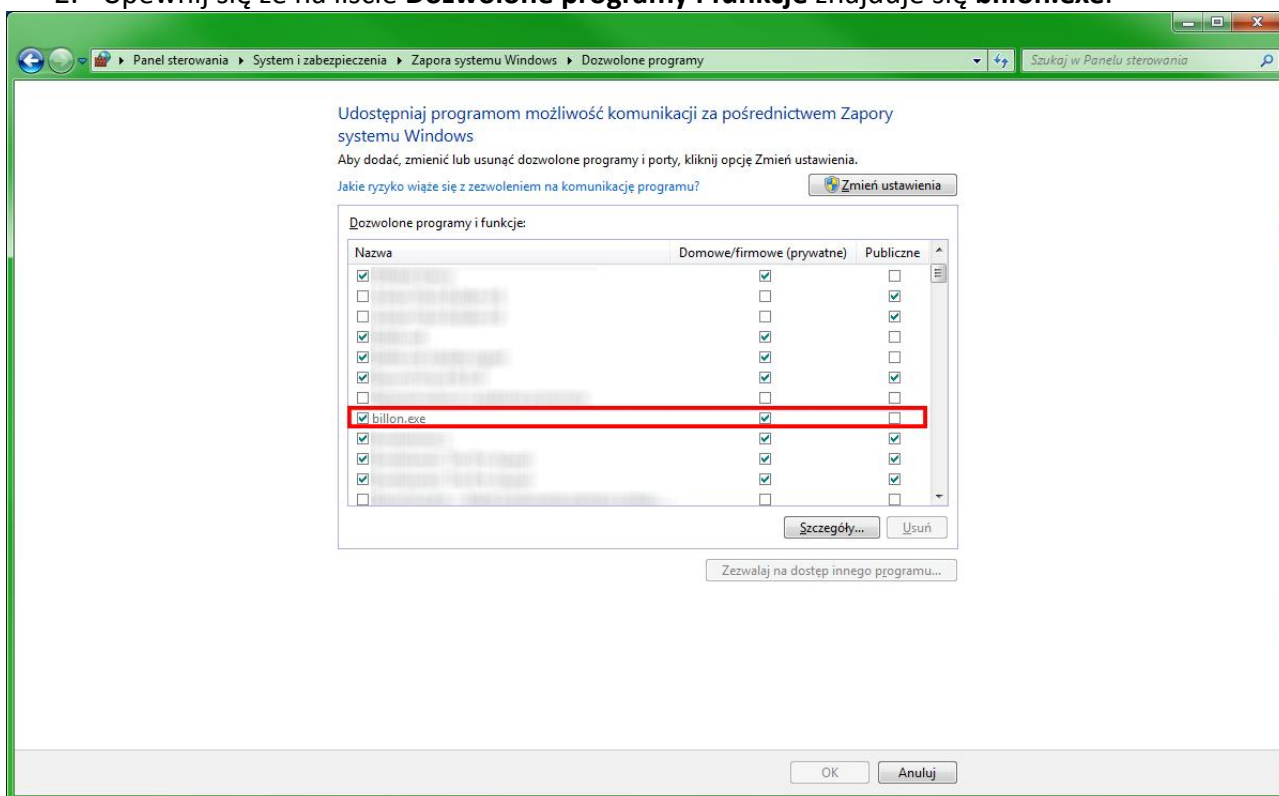 2. Upewnij się że na liście Dozwolone programy i funkcje znajduje się billon.exe.
Panel sterowania ▸ System i zabezpieczenia ▸ Zapora systemu Windows ▸ Dozwolone programy
Szukaj w Panelu sterowania
Udostępniaj programom możliwość komunikacji za pośrednictwem Zapory
systemu Windows
Aby dodać, zmienić lub usunąć dozwolone programy i porty, kliknij opcję Zmień ustawienia.
Jakie ryzyko wiąże się z zezwoleniem na komunikację programu? Zmień ustawienia
Dozwolone programy i funkcje:
Nazwa Domowe/firmowe (prywatne) Publiczne
billon.exe
Szczegóły... Usuń
Zezwalaj na dostęp innego programu...
OK Anuluj